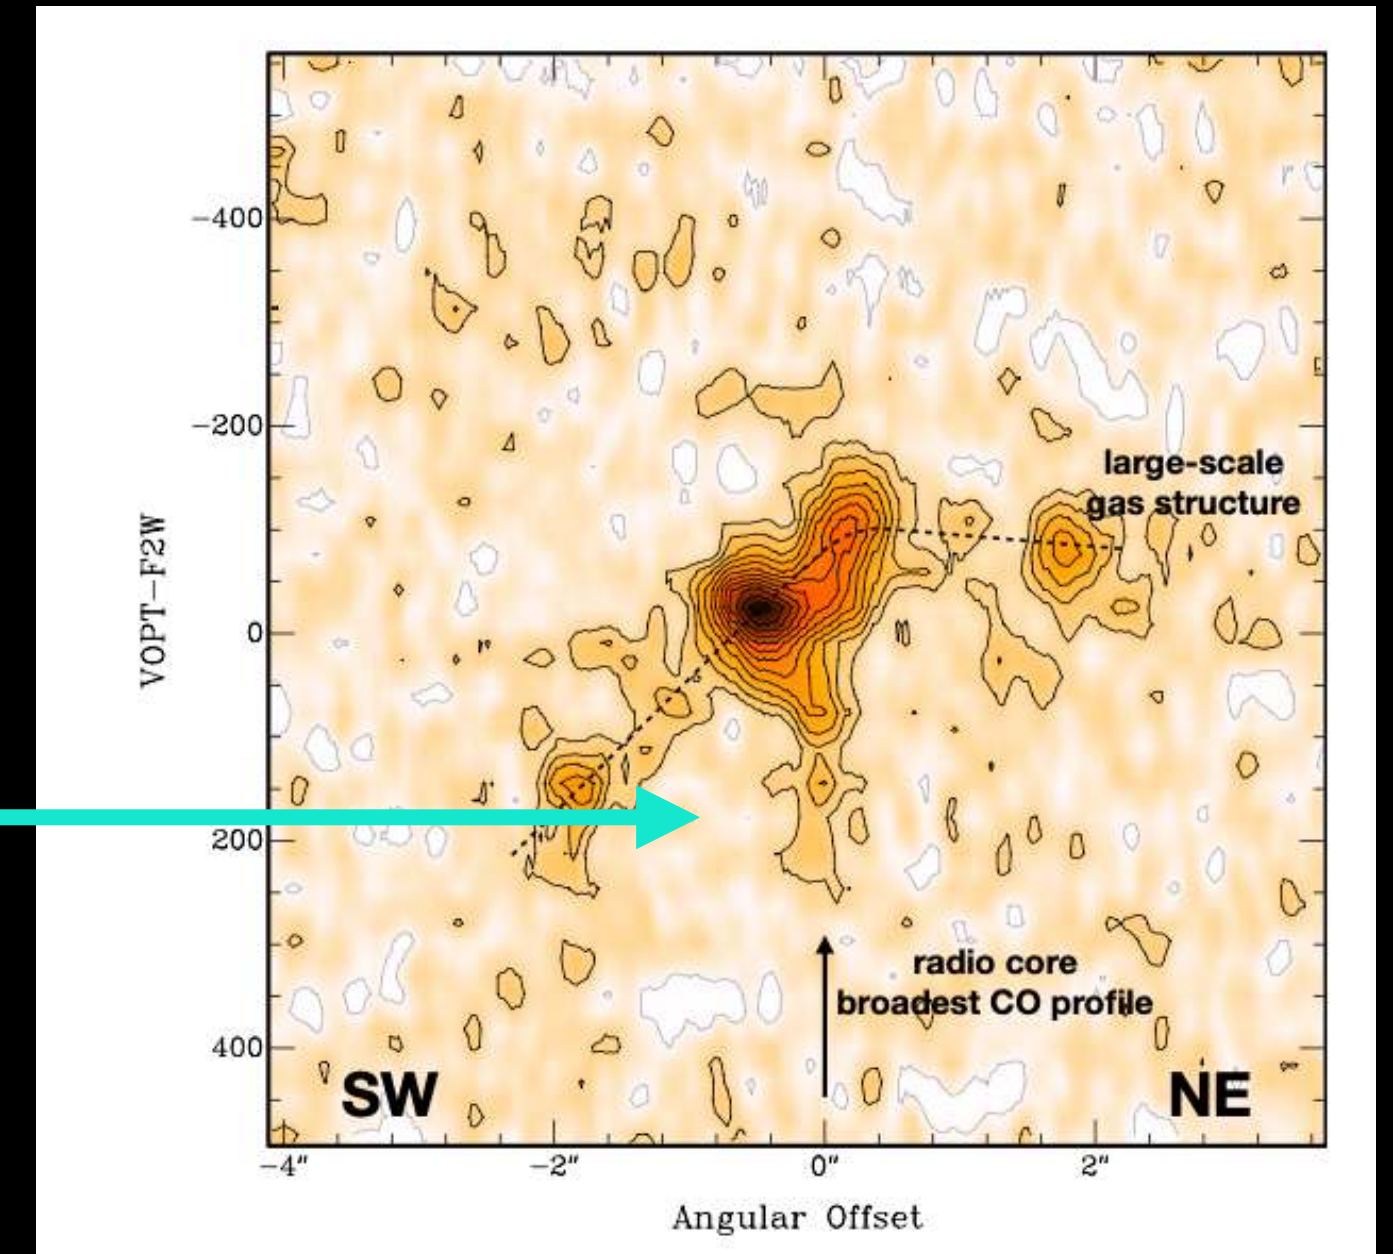 -400
-200
large-scale
gas structure
VOPT-F2W
0
200
radio core
broadest CO profile
400
SW
NE
-4"
-2"
0"
2"
Angular Offset